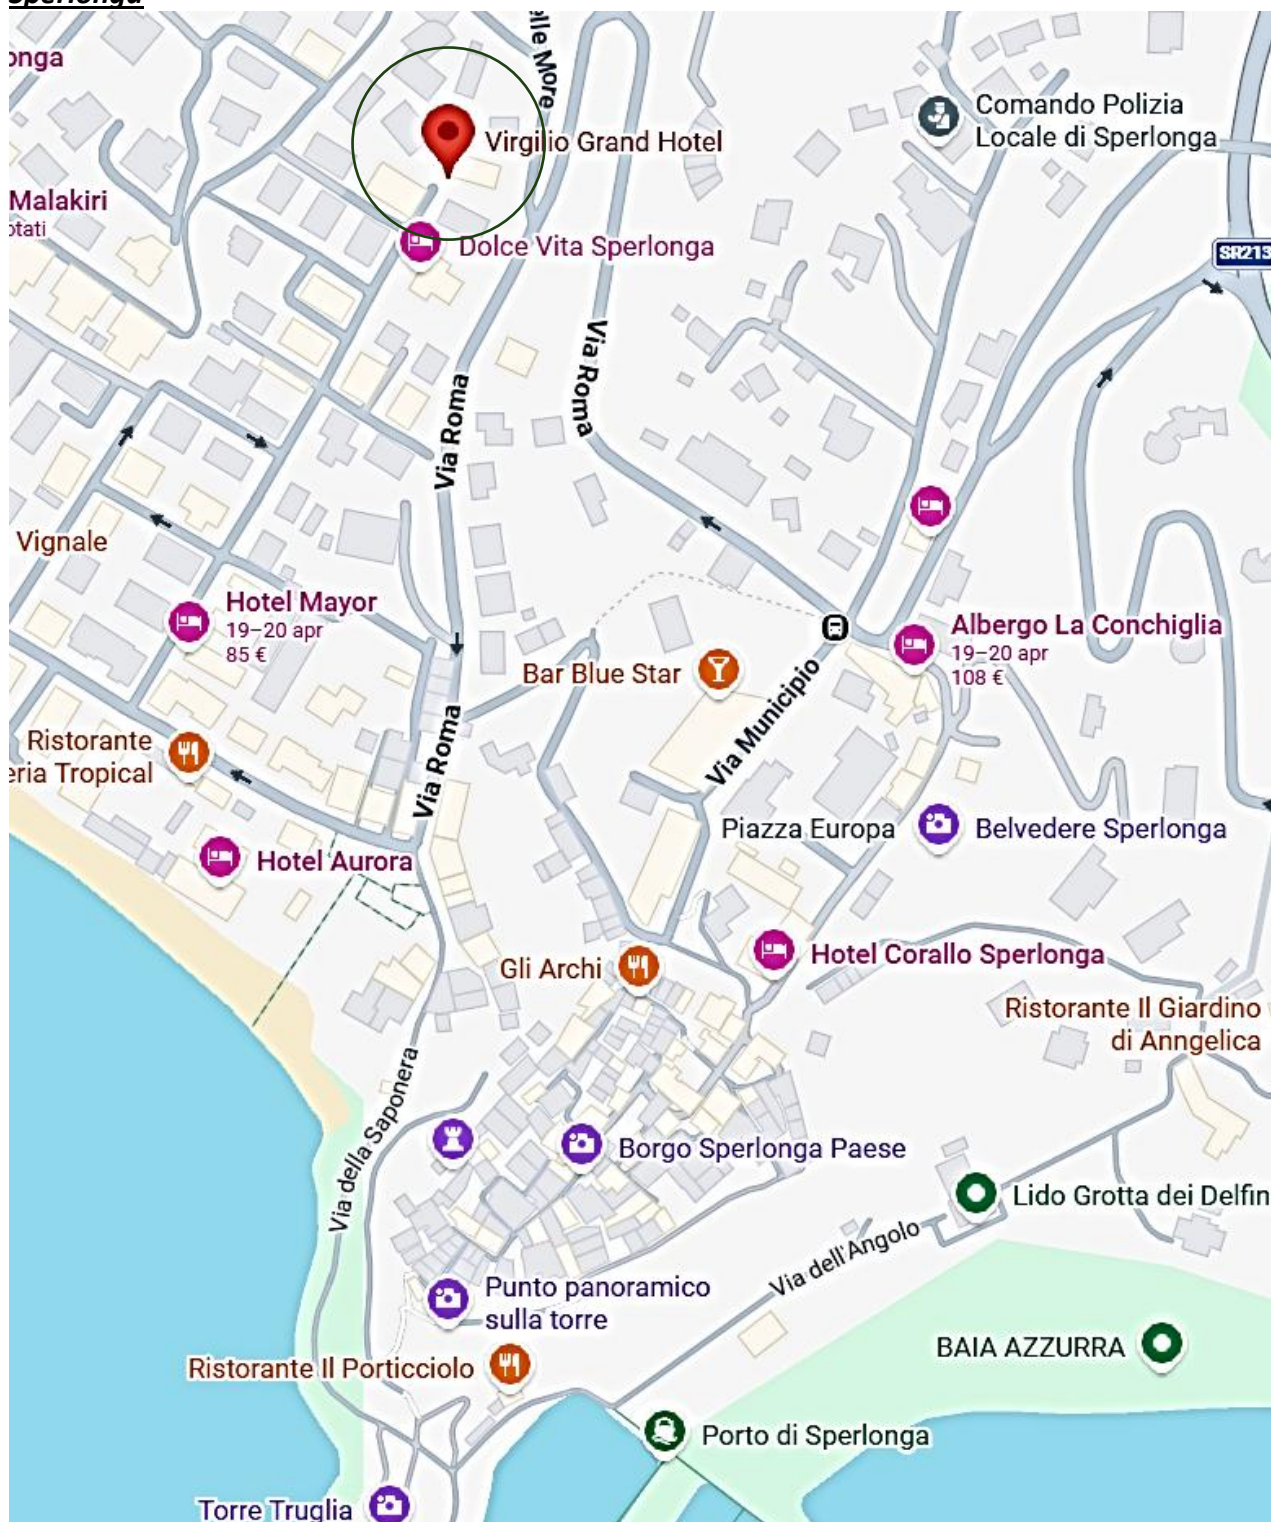 Sperlonga
onga
elle More
Virgilio Grand Hotel
Comando Polizia
Locale di Sperlonga
Malakiri
otati
Dolce Vita Sperlonga
SR213
Via Roma
Via Roma
Vignale
Hotel Mayor
19–20 apr
85 €
Albergo La Conchiglia
19–20 apr
108 €
Bar Blue Star
Via Municipio
Ristorante
eria Tropical
Via Roma
Piazza Europa
Belvedere Sperlonga
Hotel Aurora
Gli Archi
Hotel Corallo Sperlonga
Ristorante Il Giardino
di Anngelica
Via della Saponera
Borgo Sperlonga Paese
Lido Grotta dei Delfin
Via dell'Angolo
Punto panoramico
sulla torre
BAIA AZZURRA
Ristorante Il Porticciolo
Porto di Sperlonga
Torre Truglia